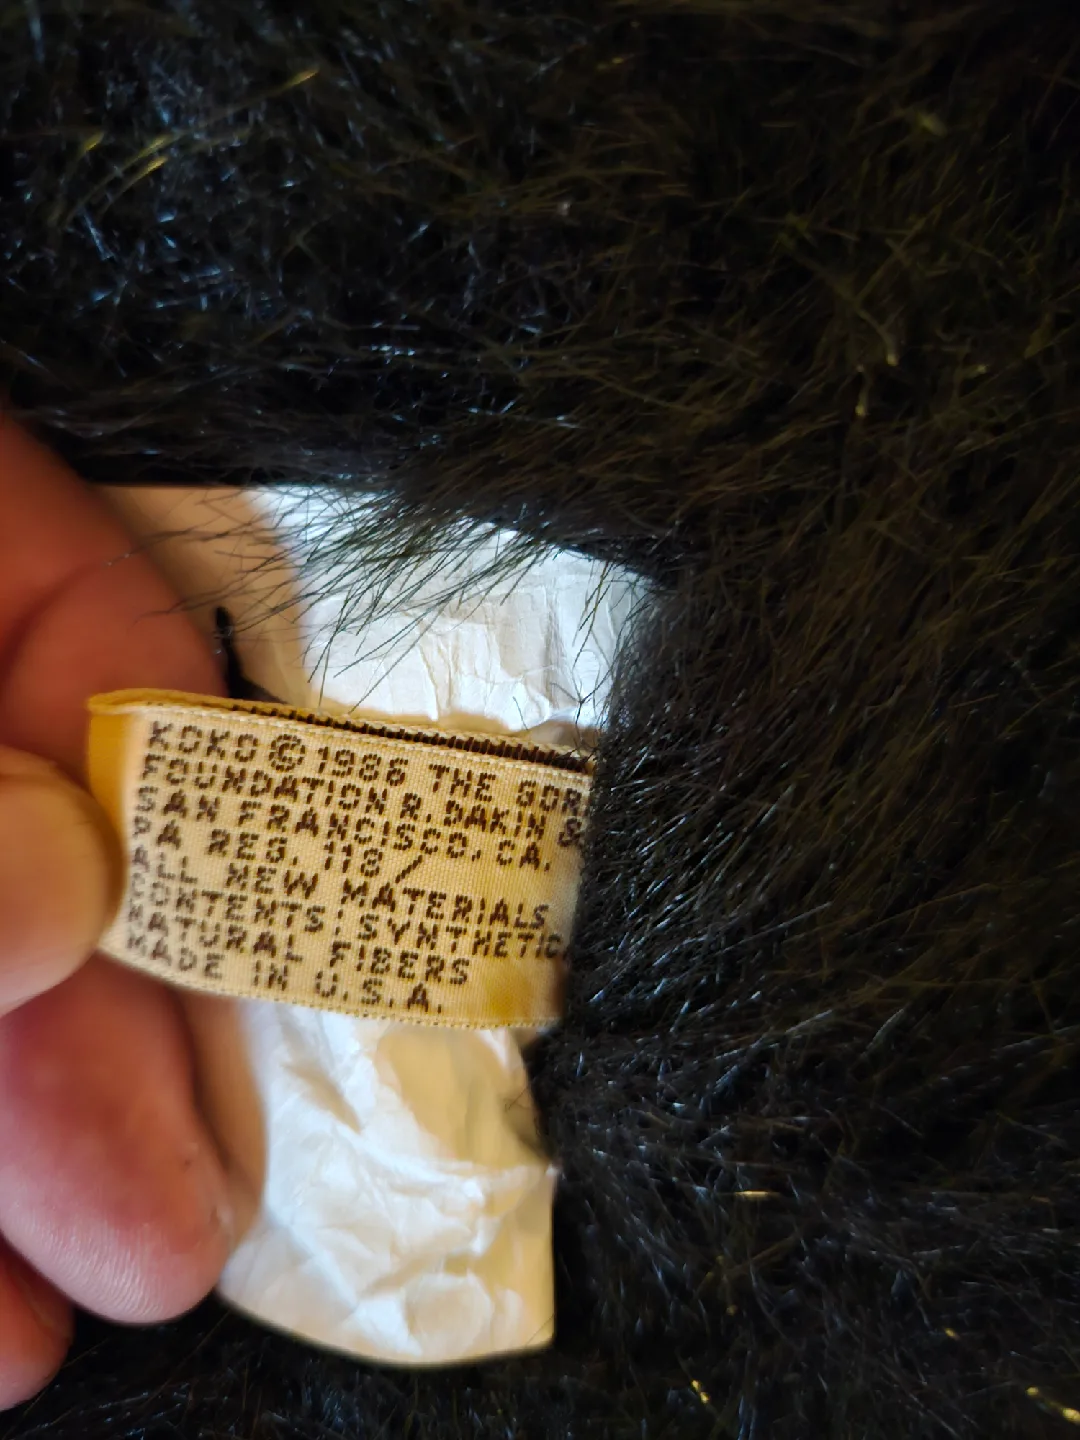 KOKO © 1986 THE GOR
FOUNDATION R. DAKIN &
SAN FRANCISCO, CA.
PA. REG. 118/
ALL NEW MATERIALS
CONTENTS: SYNTHETIC
NATURAL FIBERS
MADE IN U.S.A.